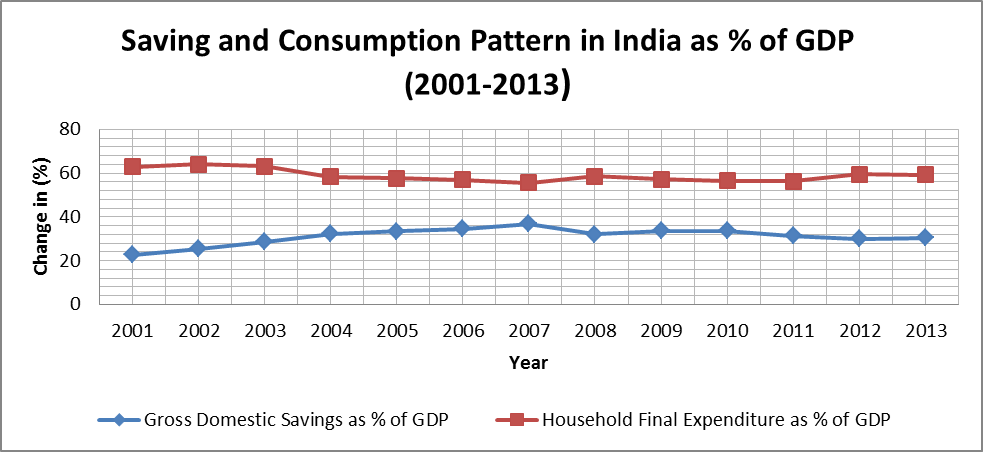 Saving and Consumption Pattern in India as % of GDP
(2001-2013)
Change in (%)
80
60
40
20
0
2001 2002 2003 2004 2005 2006 2007 2008 2009 2010 2011 2012 2013
Year
Gross Domestic Savings as % of GDP
Household Final Expenditure as % of GDP